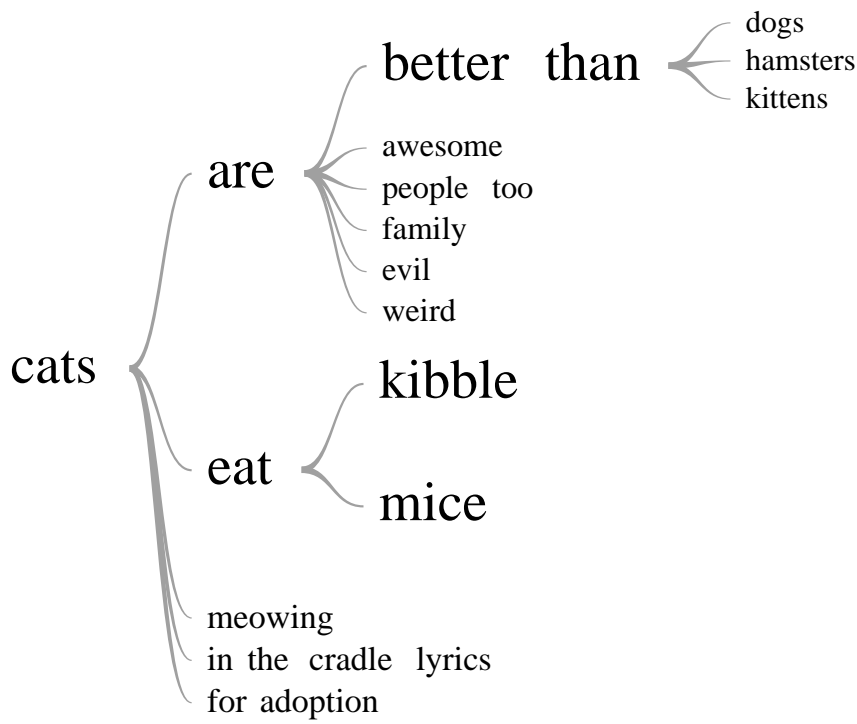 cats
are
better than
dogs
hamsters
kittens
awesome
people too
family
evil
weird
eat
kibble
mice
meowing
in the cradle lyrics
for adoption